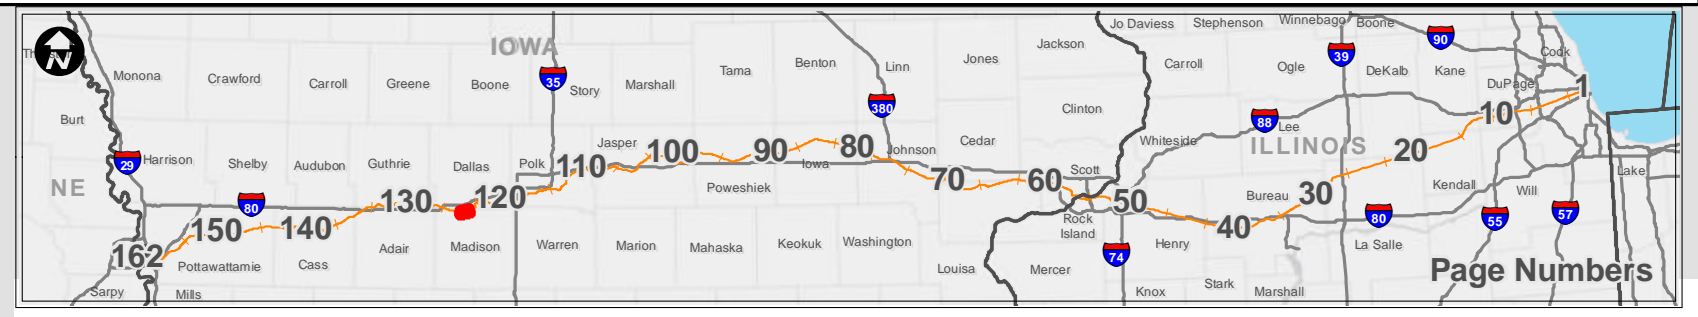 N
Monona
Crawford
Carroll
Greene
Boone
IOWA
35
Story
Marshall
Tama
Benton
Linn
380
Jones
Jackson
Clinton
Jo Daviess
Stephenson
Winnebago
Boone
Carroll
Ogle
39
DeKalb
90
Kane
Cook
DuPage
1
10
Burt
29
Harrison
Shelby
Audubon
Guthrie
Dallas
Polk
Jasper
110
100
90
80
Iowa
Johnson
Cedar
Scott
Whiteside
88
Lee
ILLINOIS
20
NE
80
150
140
130
120
Poweshiek
70
60
50
Rock
Island
Bureau
30
Kendall
Will
Lake
162
Pottawattamie
Cass
Adair
Madison
Warren
Marion
Mahaska
Keokuk
Washington
Louisa
Mercer
74
Henry
40
80
La Salle
55
57
Sarpy
Mills
Knox
Stark
Marshall
Page Numbers